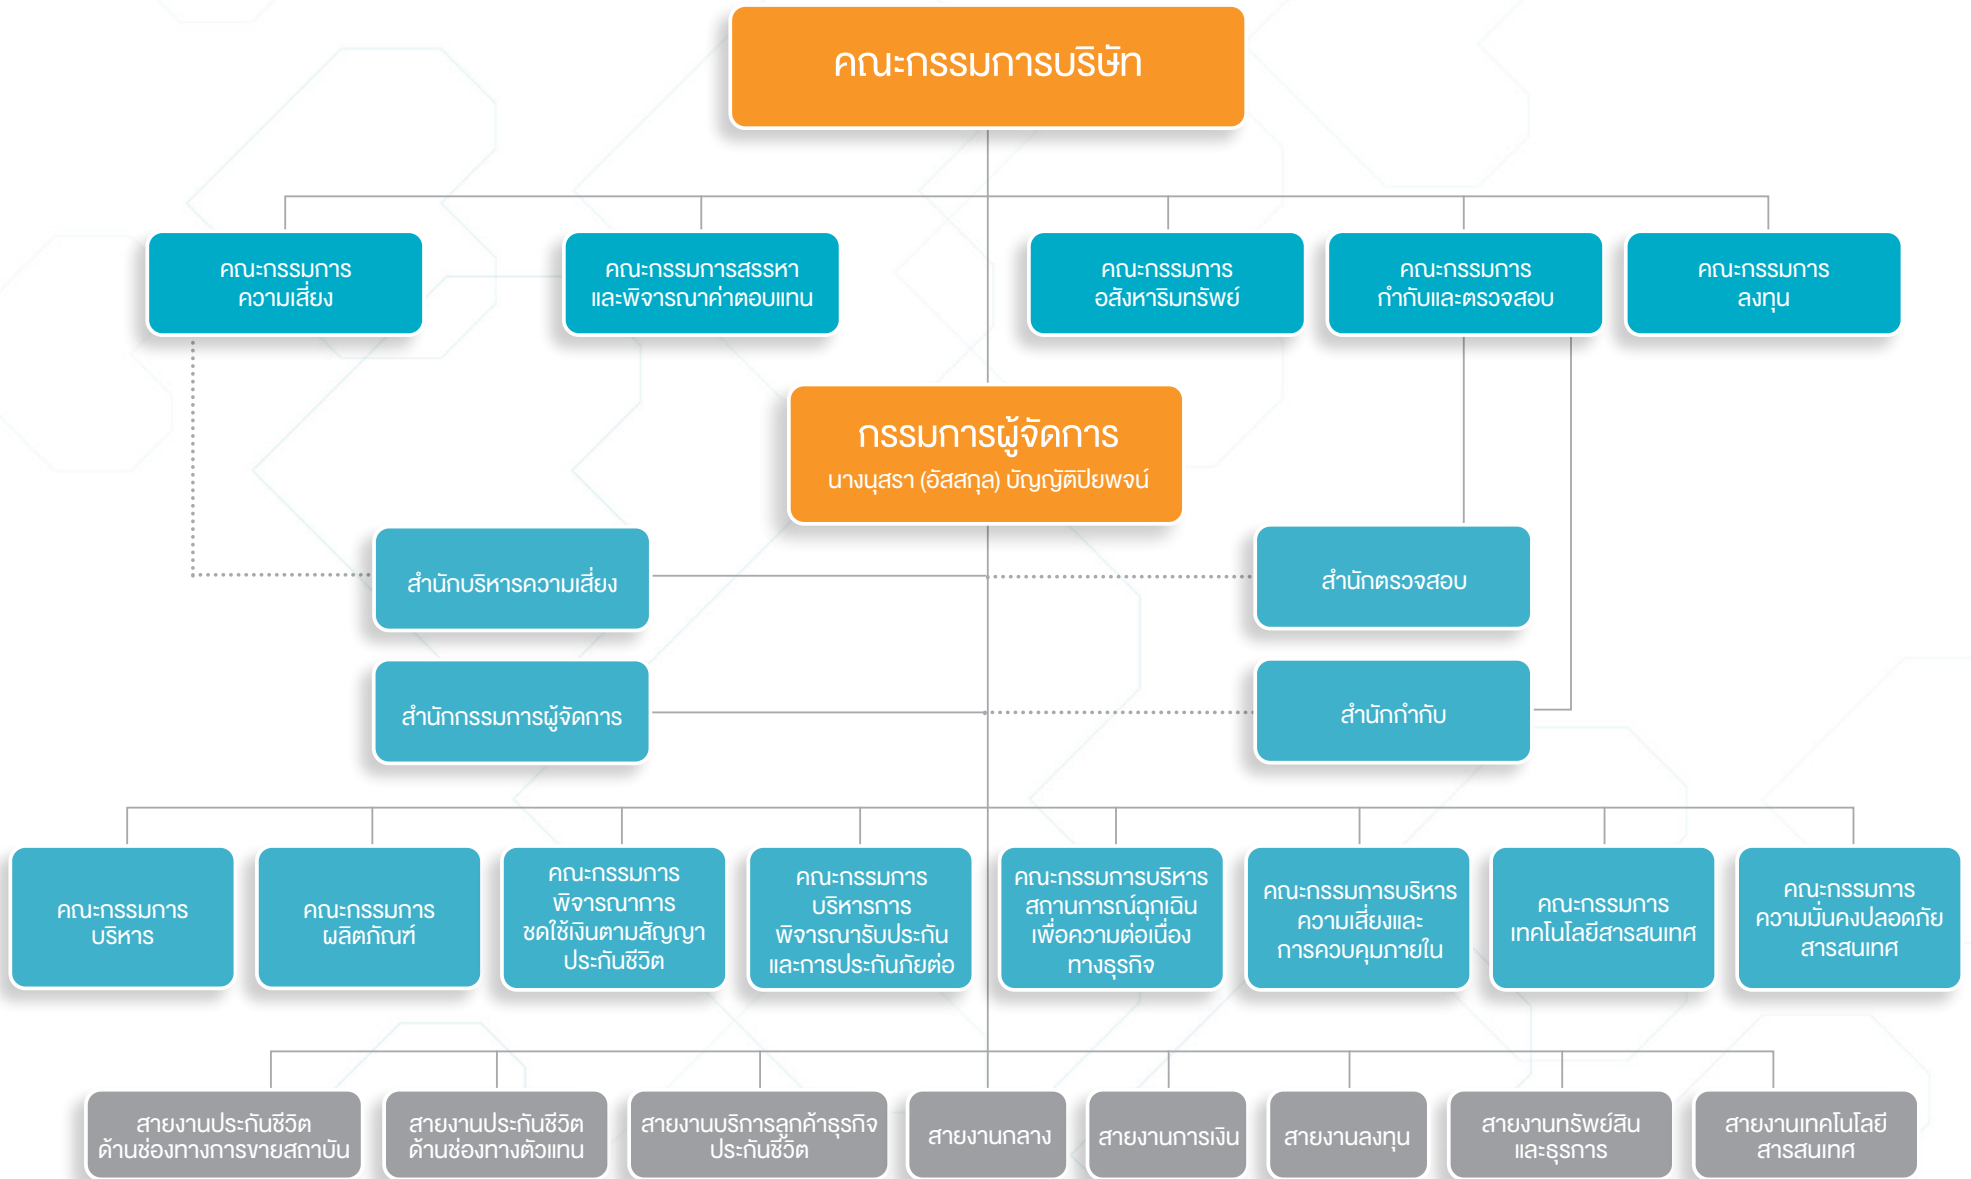 คณะกรรมการบริษัท
คณะกรรมการ
ความเสี่ยง
คณะกรรมการสรรหา
และพิจารณาค่าตอบแทน
คณะกรรมการ
อสังหาริมทรัพย์
คณะกรรมการ
กำกับและตรวจสอบ
คณะกรรมการ
ลงทุน
กรรมการผู้จัดการ
นางนุสรา (อัสสกุล) บัญญัติปิยพจน์
สำนักบริหารความเสี่ยง
สำนักตรวจสอบ
สำนักกรรมการผู้จัดการ
สำนักกำกับ
คณะกรรมการ
บริหาร
คณะกรรมการ
ผลิตภัณฑ์
คณะกรรมการ
พิจารณาการ
ชดใช้เงินตามสัญญา
ประกันชีวิต
คณะกรรมการ
บริหารการ
พิจารณารับประกัน
และการประกันภัยต่อ
คณะกรรมการบริหาร
สถานการณ์ฉุกเฉิน
เพื่อความต่อเนื่อง
ทางธุรกิจ
คณะกรรมการบริหาร
ความเสี่ยงและ
การควบคุมภายใน
คณะกรรมการ
เทคโนโลยีสารสนเทศ
คณะกรรมการ
ความมั่นคงปลอดภัย
สารสนเทศ
สายงานประกันชีวิต
ด้านช่องทางการขายสถาบัน
สายงานประกันชีวิต
ด้านช่องทางตัวแทน
สายงานบริการลูกค้าธุรกิจ
ประกันชีวิต
สายงานกลาง
สายงานการเงิน
สายงานลงทุน
สายงานทรัพย์สิน
และธุรการ
สายงานเทคโนโลยี
สารสนเทศ